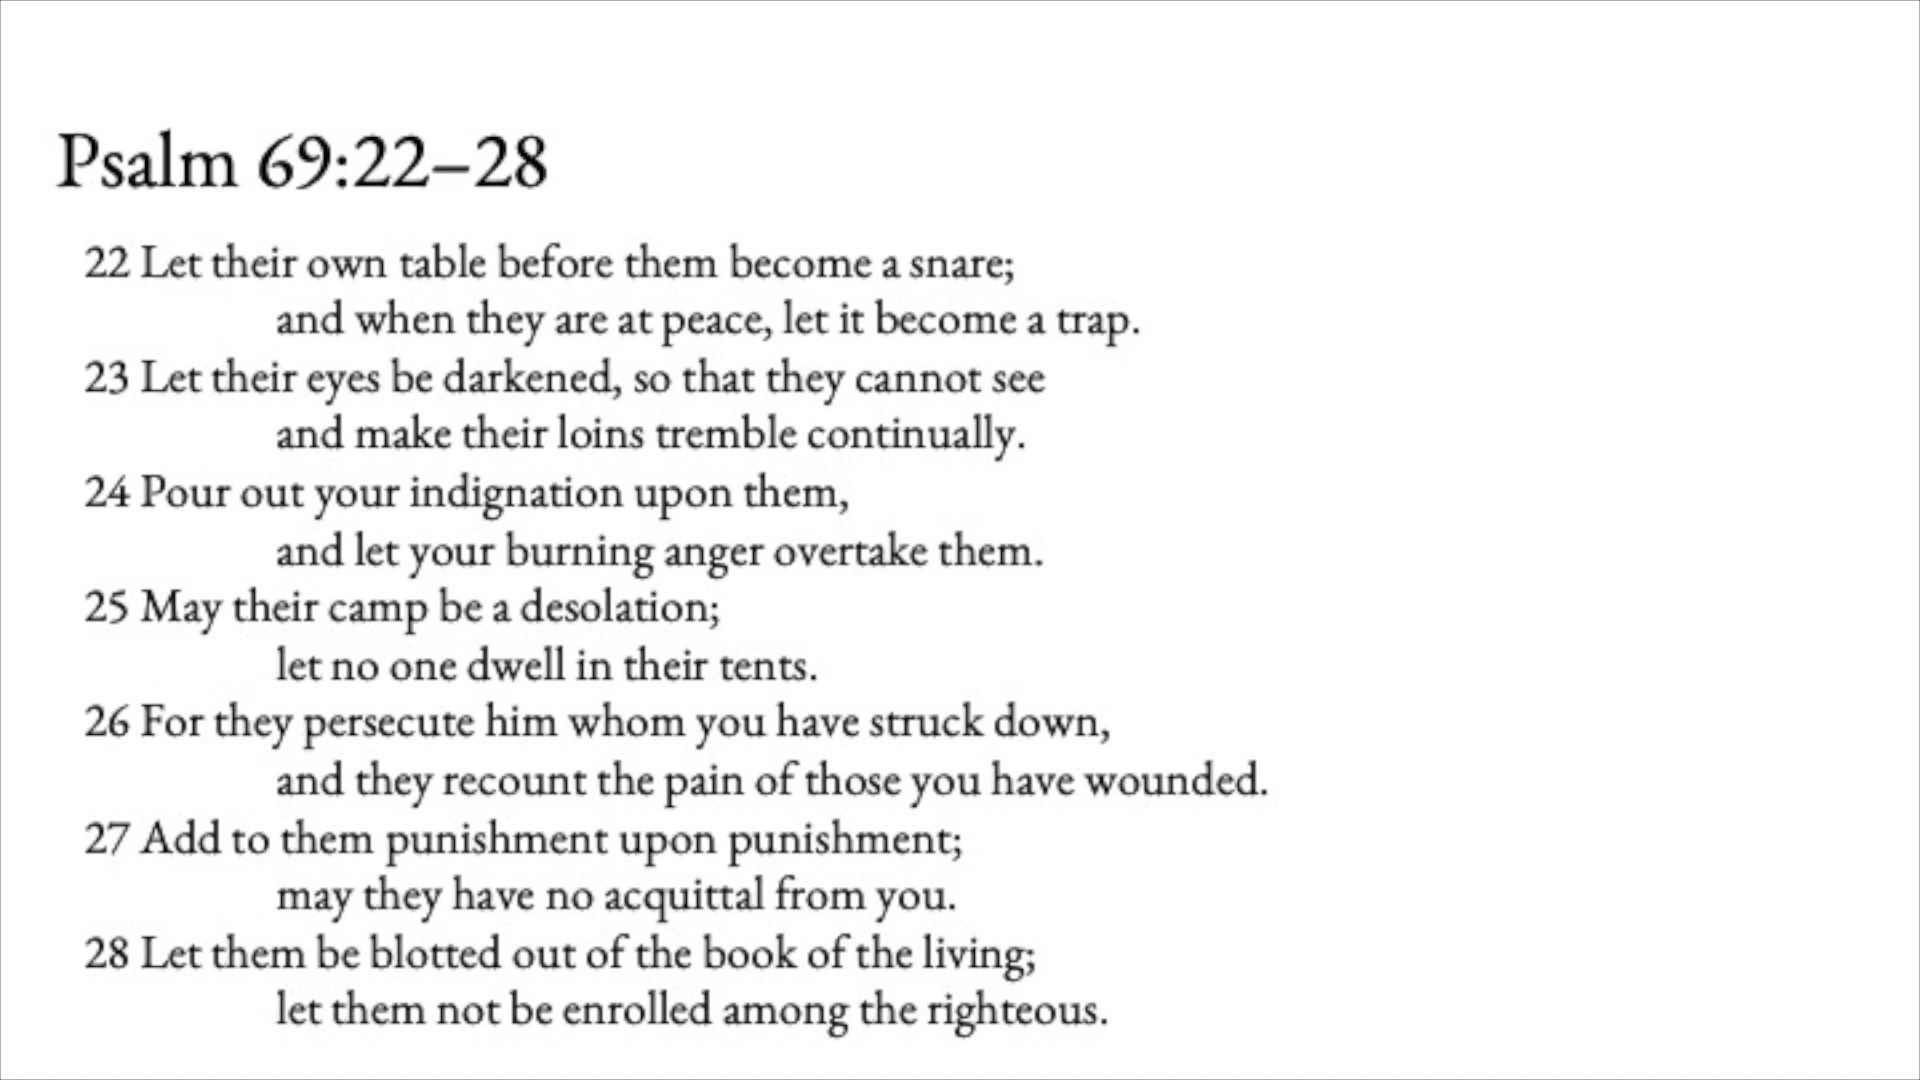 Psalm 69:22–28
22 Let their own table before them become a snare;
and when they are at peace, let it become a trap.
23 Let their eyes be darkened, so that they cannot see
and make their loins tremble continually.
24 Pour out your indignation upon them,
and let your burning anger overtake them.
25 May their camp be a desolation;
let no one dwell in their tents.
26 For they persecute him whom you have struck down,
and they recount the pain of those you have wounded.
27 Add to them punishment upon punishment;
may they have no acquittal from you.
28 Let them be blotted out of the book of the living;
let them not be enrolled among the righteous.